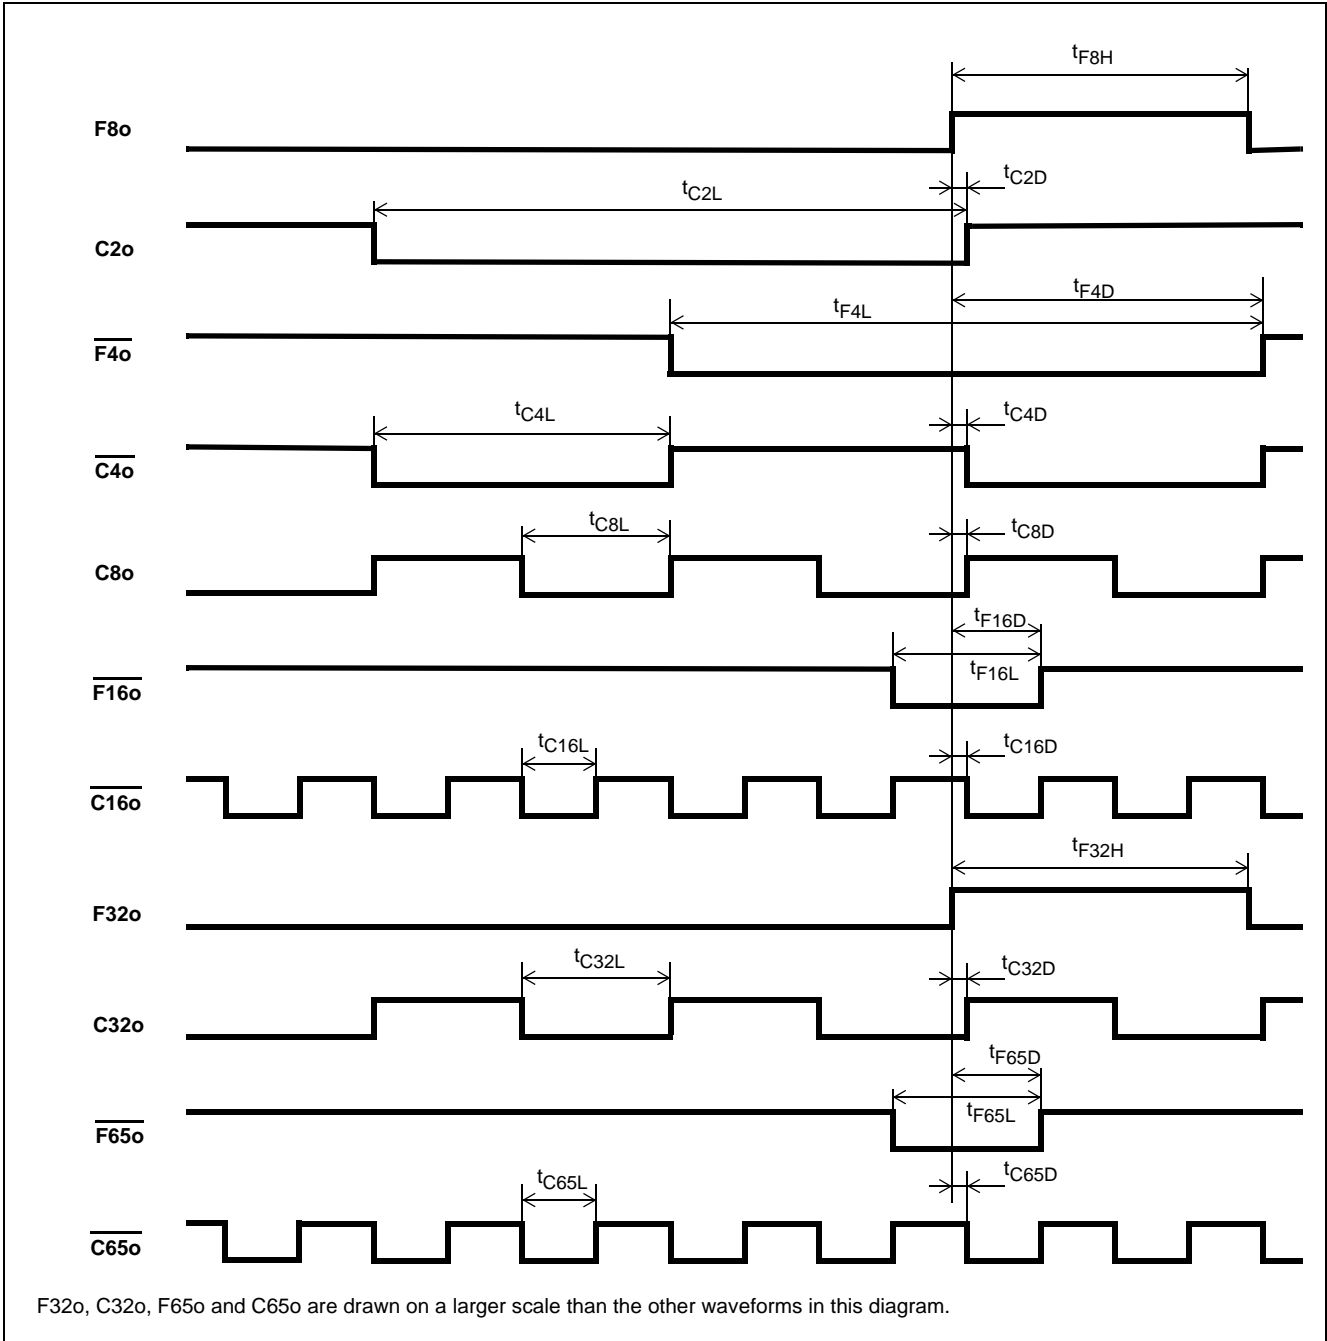 tF8H
F8o
tC2D
tC2L
C2o
tF4D
tF4L
F4o
tC4L
tC4D
C4o
tC8L
tC8D
C8o
tF16D
tF16L
F16o
tC16L
tC16D
C16o
tF32H
F32o
tC32L
tC32D
C32o
tF65D
tF65L
F65o
tC65L
tC65D
C65o
F32o, C32o, F65o and C65o are drawn on a larger scale than the other waveforms in this diagram.